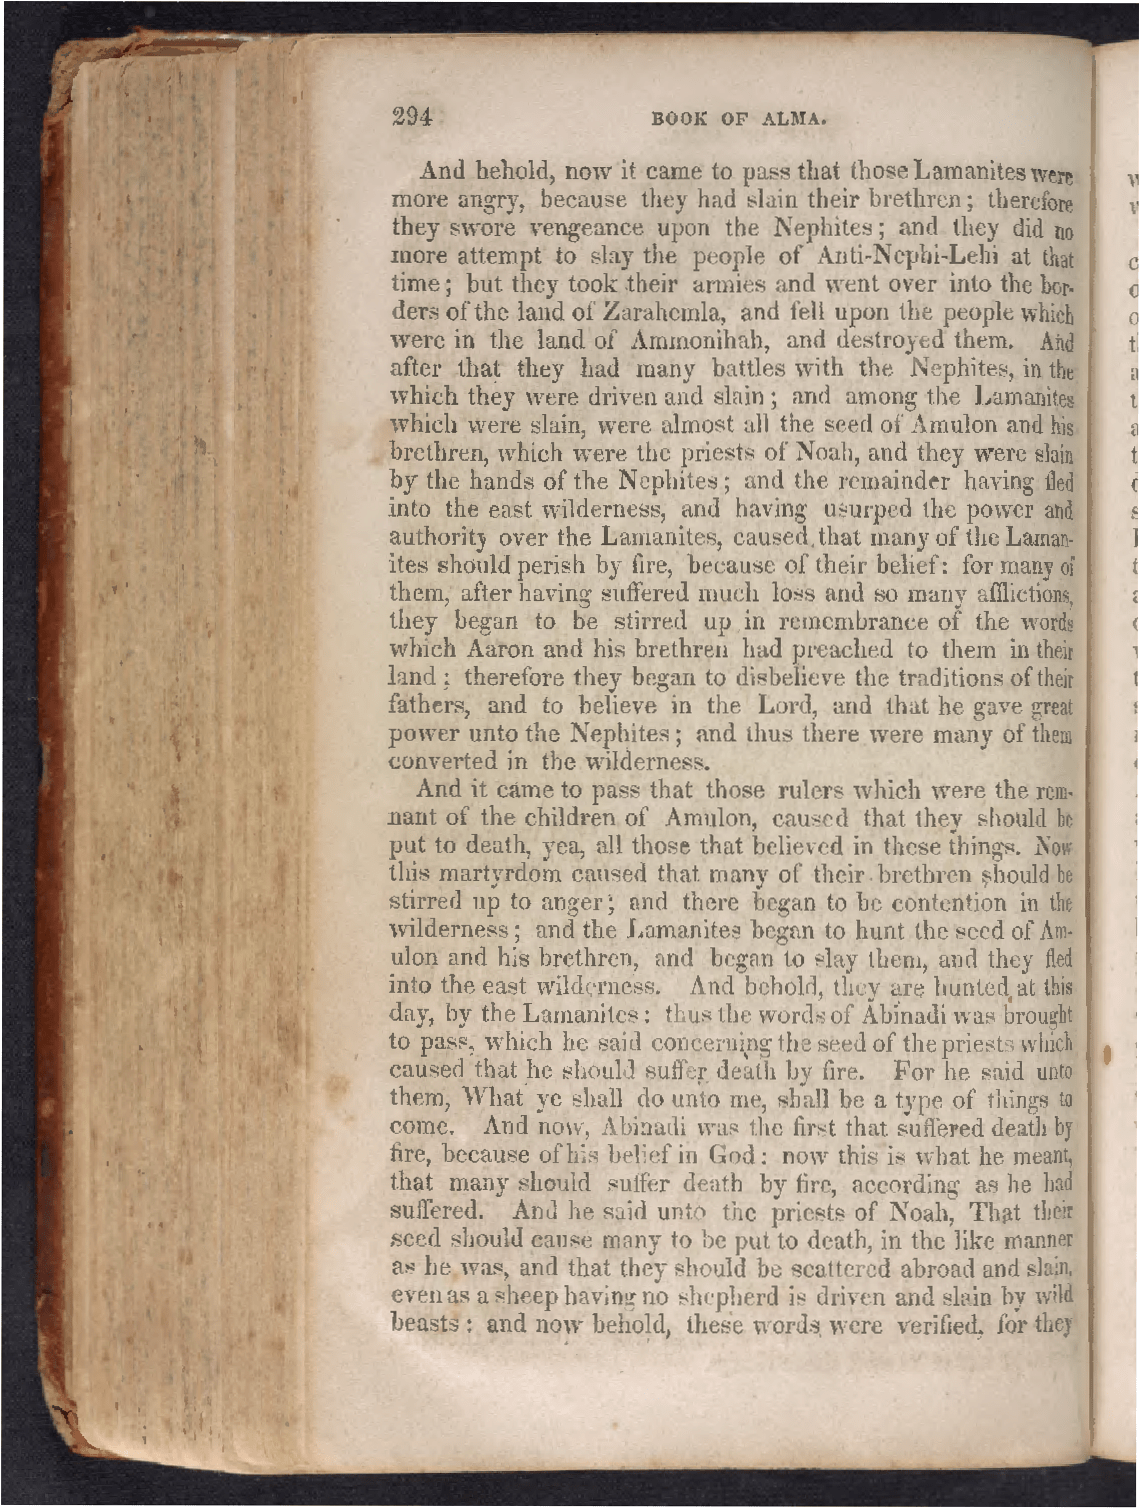 294 BOOK OF ALMA.
And behold, now it came to pass that those Lamanites were
more angry, because they had slain their brethren; therefore
they swore vengeance upon the Nephites; and they did no
more attempt to slay the people of Anti-Nephi-Lehi at that
time; but they took their armies and went over into the bor-
ders of the land of Zarahemla, and fell upon the people which
were in the land of Ammonihah, and destroyed them. And
after that they had many battles with the Nephites, in the
which they were driven and slain; and among the Lamanites
which were slain, were almost all the seed of Amulon and his
brethren, which were the priests of Noah, and they were slain
by the hands of the Nephites; and the remainder having fled
into the east wilderness, and having usurped the power and
authority over the Lamanites, caused that many of the Laman-
ites should perish by fire, because of their belief: for many of
them, after having suffered much loss and so many afflictions,
they began to be stirred up in remembrance of the words
which Aaron and his brethren had preached to them in their
land: therefore they began to disbelieve the traditions of their
fathers, and to believe in the Lord, and that he gave great
power unto the Nephites; and thus there were many of them
converted in the wilderness.
And it came to pass that those rulers which were the rem-
nant of the children of Amulon, caused that they should be
put to death, yea, all those that believed in these things. Now
this martyrdom caused that many of their brethren should be
stirred up to anger; and there began to be contention in the
wilderness; and the Lamanites began to hunt the seed of Am-
ulon and his brethren, and began to slay them, and they fled
into the east wilderness. And behold, they are hunted at this
day, by the Lamanites: thus the words of Abinadi was brought
to pass, which he said concerning the seed of the priests which
caused that he should suffer death by fire. For he said unto
them, What ye shall do unto me, shall be a type of things to
come. And now, Abinadi was the first that suffered death by
fire, because of his belief in God: now this is what he meant,
that many should suffer death by fire, according as he had
suffered. And he said unto the priests of Noah, That their
seed should cause many to be put to death, in the like manner
as he was, and that they should be scattered abroad and slain,
even as a sheep having no shepherd is driven and slain by wild
beasts: and now behold, these words were verified, for they